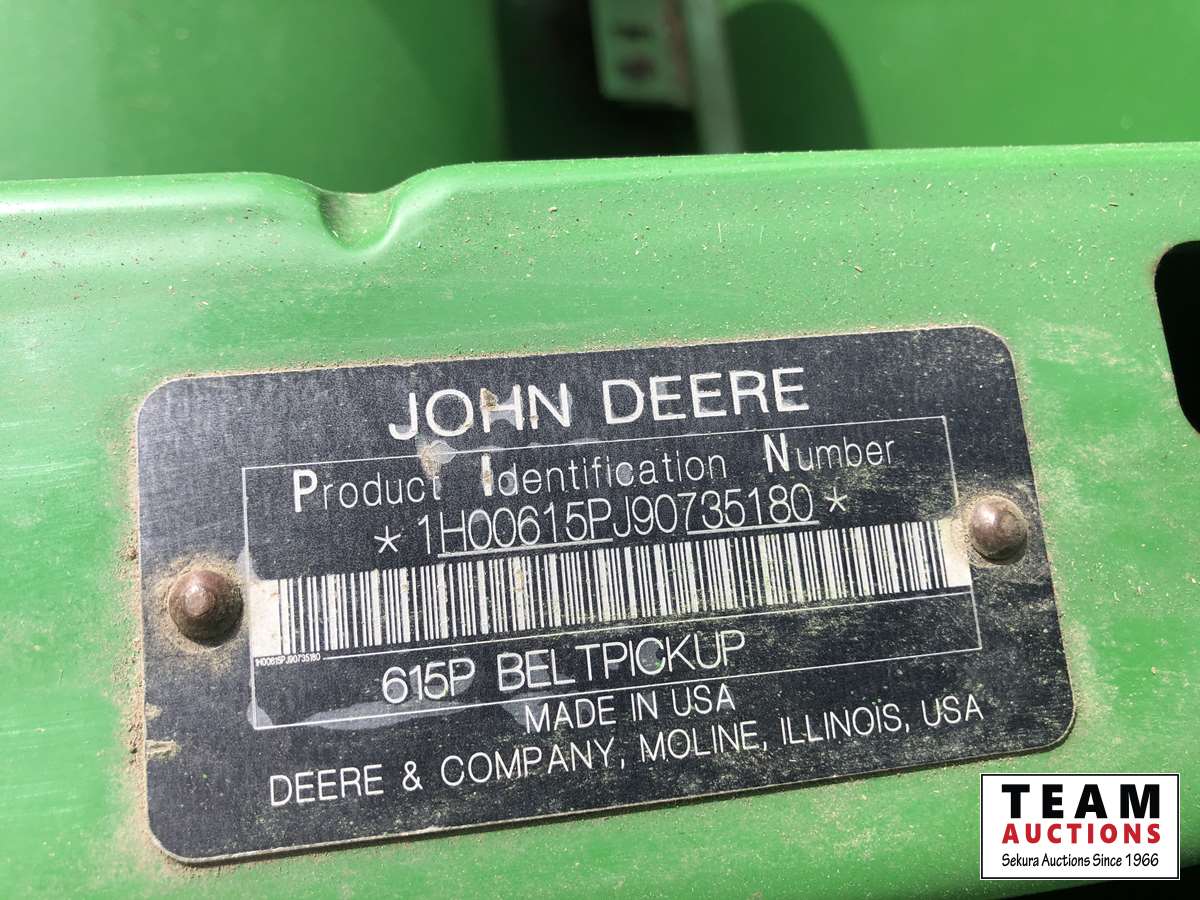 JOHN DEERE
Product Identification Number
*1H00615PJ90735180*
1H00615PJ90735180
615P BELTPICKUP
MADE IN USA
DEERE & COMPANY, MOLINE, ILLINOIS, USA
TEAM
AUCTIONS
Sekura Auctions Since 1966